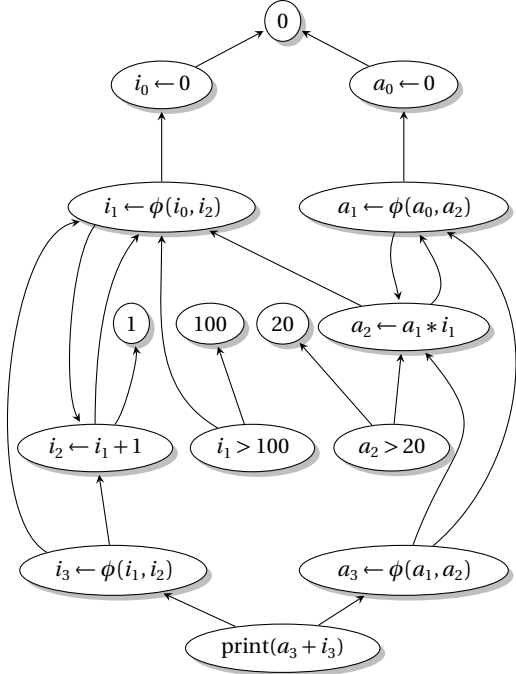 0
i₀ ← 0
a₀ ← 0
i₁ ← ϕ(i₀, i₂)
a₁ ← ϕ(a₀, a₂)
1
100
20
a₂ ← a₁ ∗ i₁
i₂ ← i₁ + 1
i₁ > 100
a₂ > 20
i₃ ← ϕ(i₁, i₂)
a₃ ← ϕ(a₁, a₂)
print(a₃ + i₃)